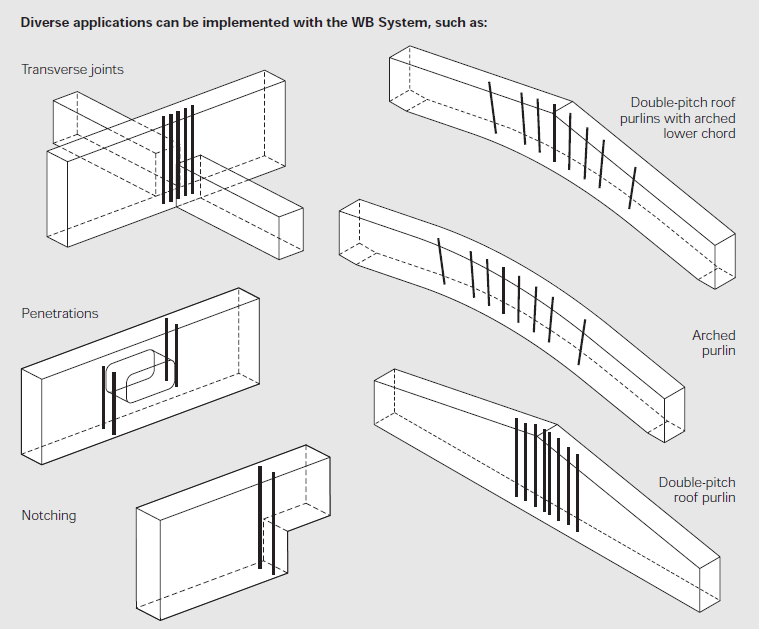 Diverse applications can be implemented with the WB System, such as:
Transverse joints
Double-pitch roof
purlins with arched
lower chord
Penetrations
Arched
purlin
Notching
Double-pitch
roof purlin